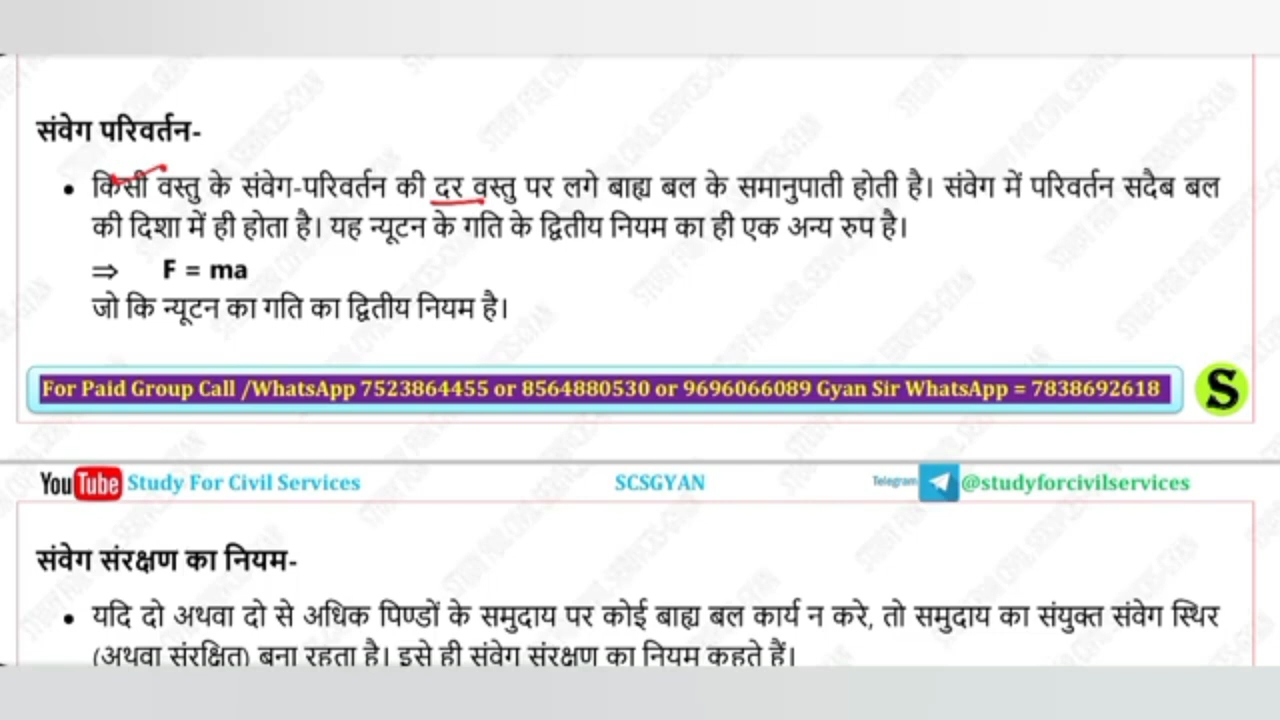 संवेग परिवर्तन-
• किसी वस्तु के संवेग-परिवर्तन की दर वस्तु पर लगे बाह्य बल के समानुपाती होती है। संवेग में परिवर्तन सदैब बल
की दिशा में ही होता है। यह न्यूटन के गति के द्वितीय नियम का ही एक अन्य रुप है।
⇒ F = ma
जो कि न्यूटन का गति का द्वितीय नियम है।
For Paid Group Call /WhatsApp 7523864455 or 8564880530 or 9696066089 Gyan Sir WhatsApp = 7838692618 S
YouTube Study For Civil Services SCSGYAN Telegram @studyforcivilservices
संवेग संरक्षण का नियम-
• यदि दो अथवा दो से अधिक पिण्डों के समुदाय पर कोई बाह्य बल कार्य न करे, तो समुदाय का संयुक्त संवेग स्थिर
(अथवा संरक्षित) बना रहता है। इसे ही संवेग संरक्षण का नियम कहते हैं।